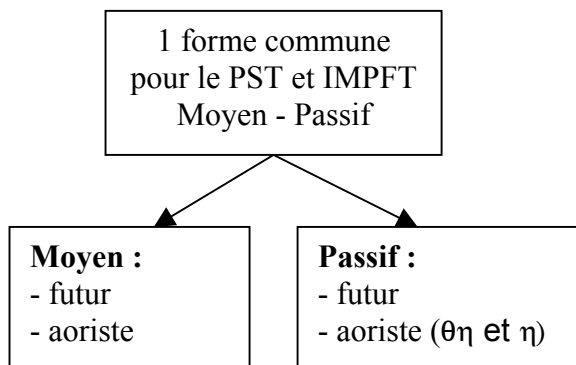 1 forme commune
pour le PST et IMPFT
Moyen - Passif
Moyen :
- futur
- aoriste
Passif :
- futur
- aoriste (θη et η)